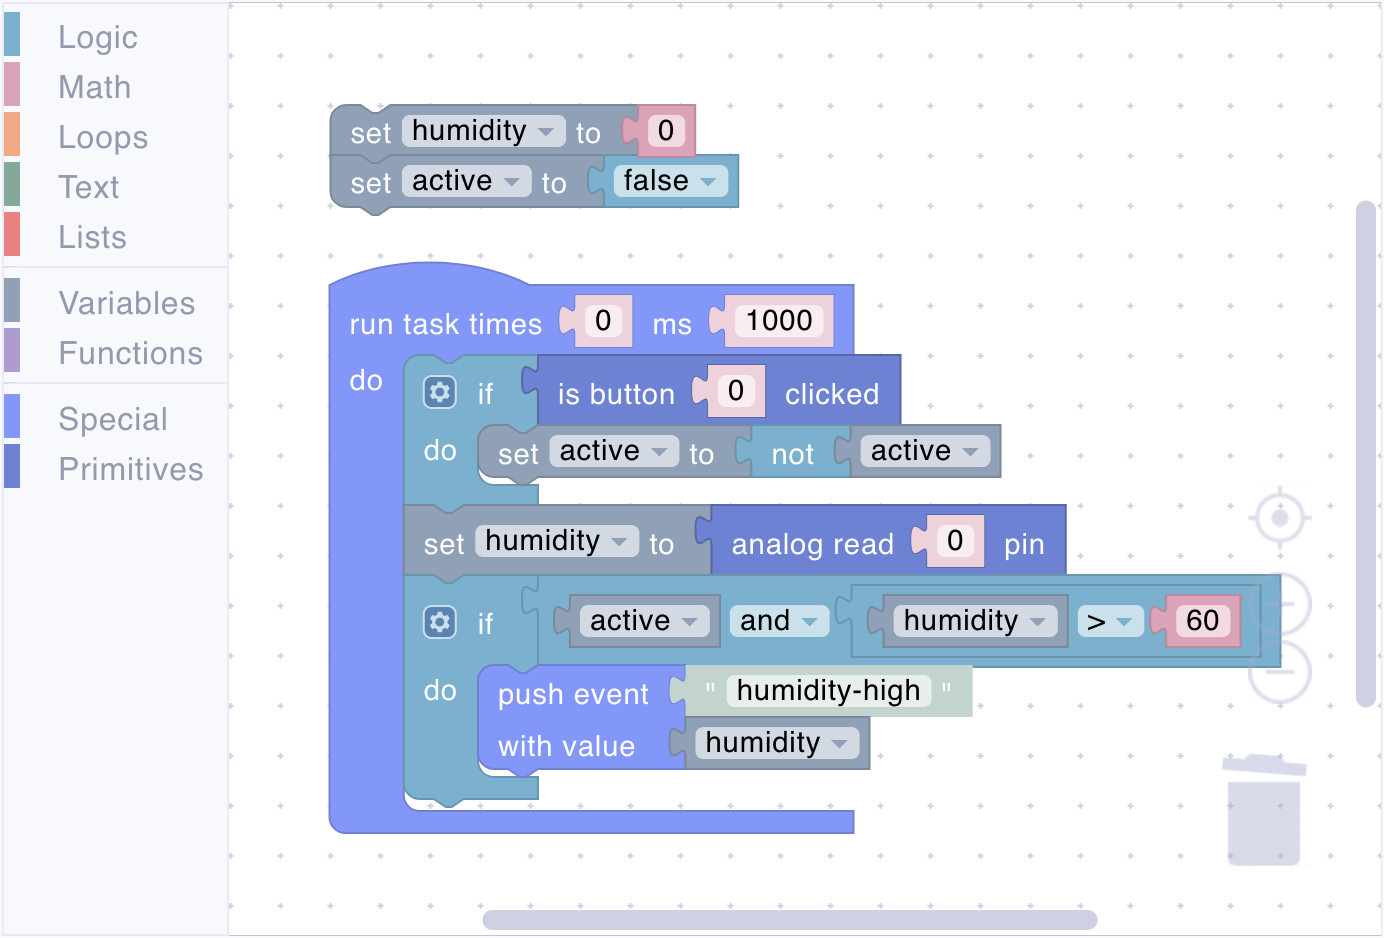 Logic
Math
Loops
Text
Lists
Variables
Functions
Special
Primitives
set humidity to 0
set active to false
run task times 0 ms 1000
do if is button 0 clicked
do set active to not active
set humidity to analog read 0 pin
if active and humidity > 60
do push event " humidity-high "
with value humidity